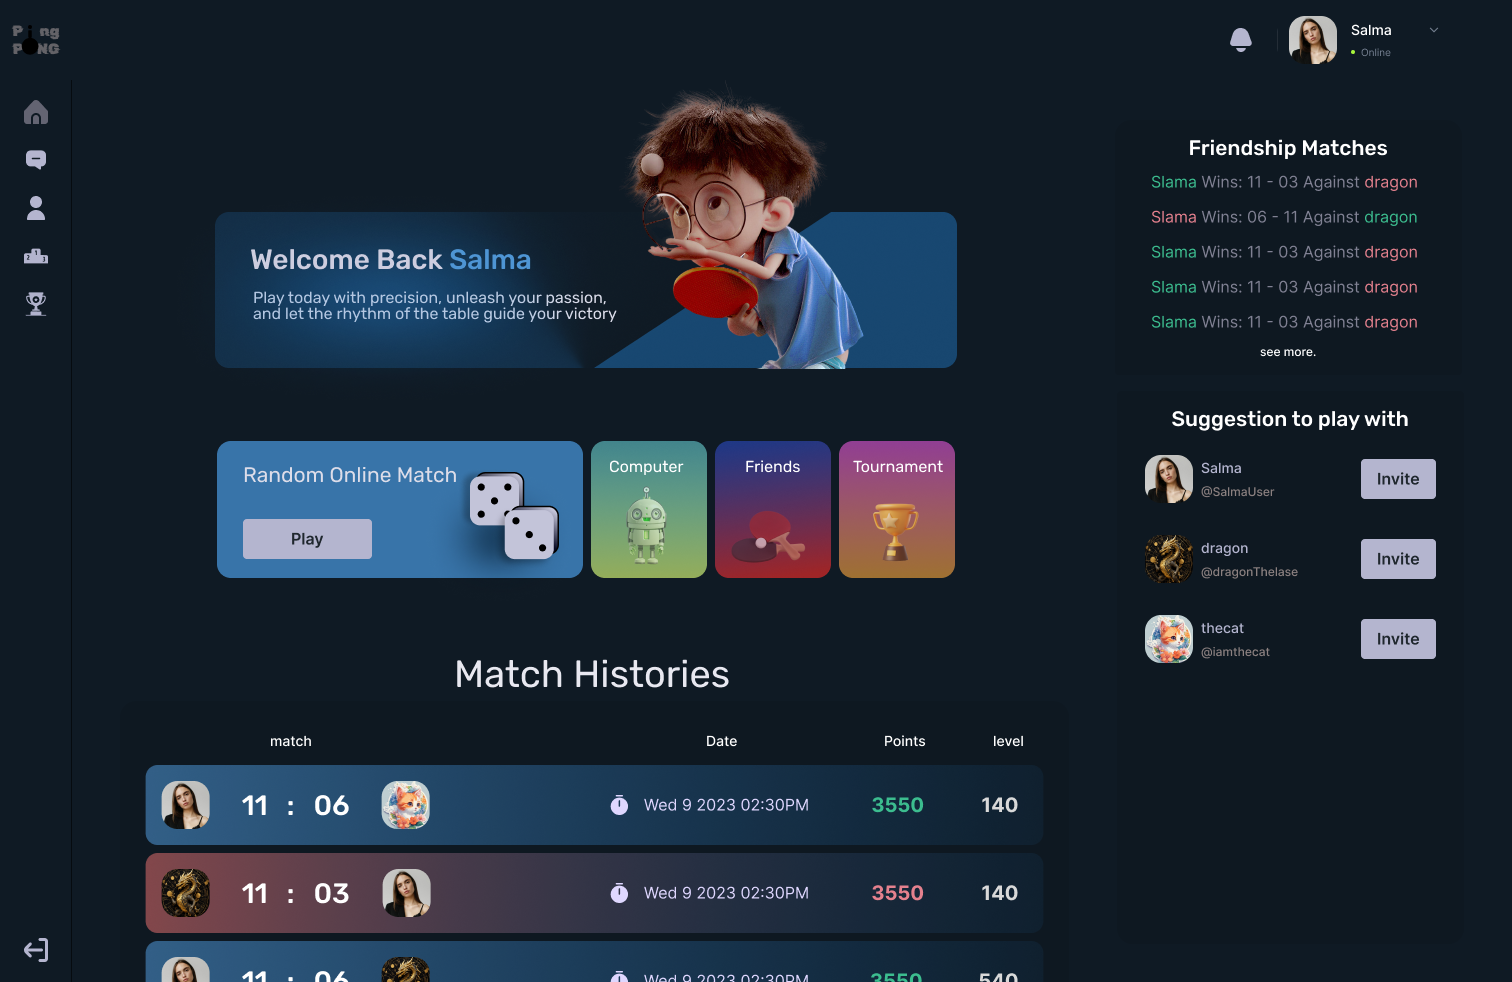 Ping
PONG
Salma
Online
Welcome Back Salma
Play today with precision, unleash your passion,
and let the rhythm of the table guide your victory
Friendship Matches
Slama Wins: 11 - 03 Against dragon
Slama Wins: 06 - 11 Against dragon
Slama Wins: 11 - 03 Against dragon
Slama Wins: 11 - 03 Against dragon
Slama Wins: 11 - 03 Against dragon
see more.
Random Online Match
Play
Computer
Friends
Tournament
Suggestion to play with
Salma
@SalmaUser
Invite
dragon
@dragonThelase
Invite
thecat
@iamthecat
Invite
Match Histories
match Date Points level
11 : 06 Wed 9 2023 02:30PM 3550 140
11 : 03 Wed 9 2023 02:30PM 3550 140
11 : 06 Wed 9 2023 02:30PM 3550 540